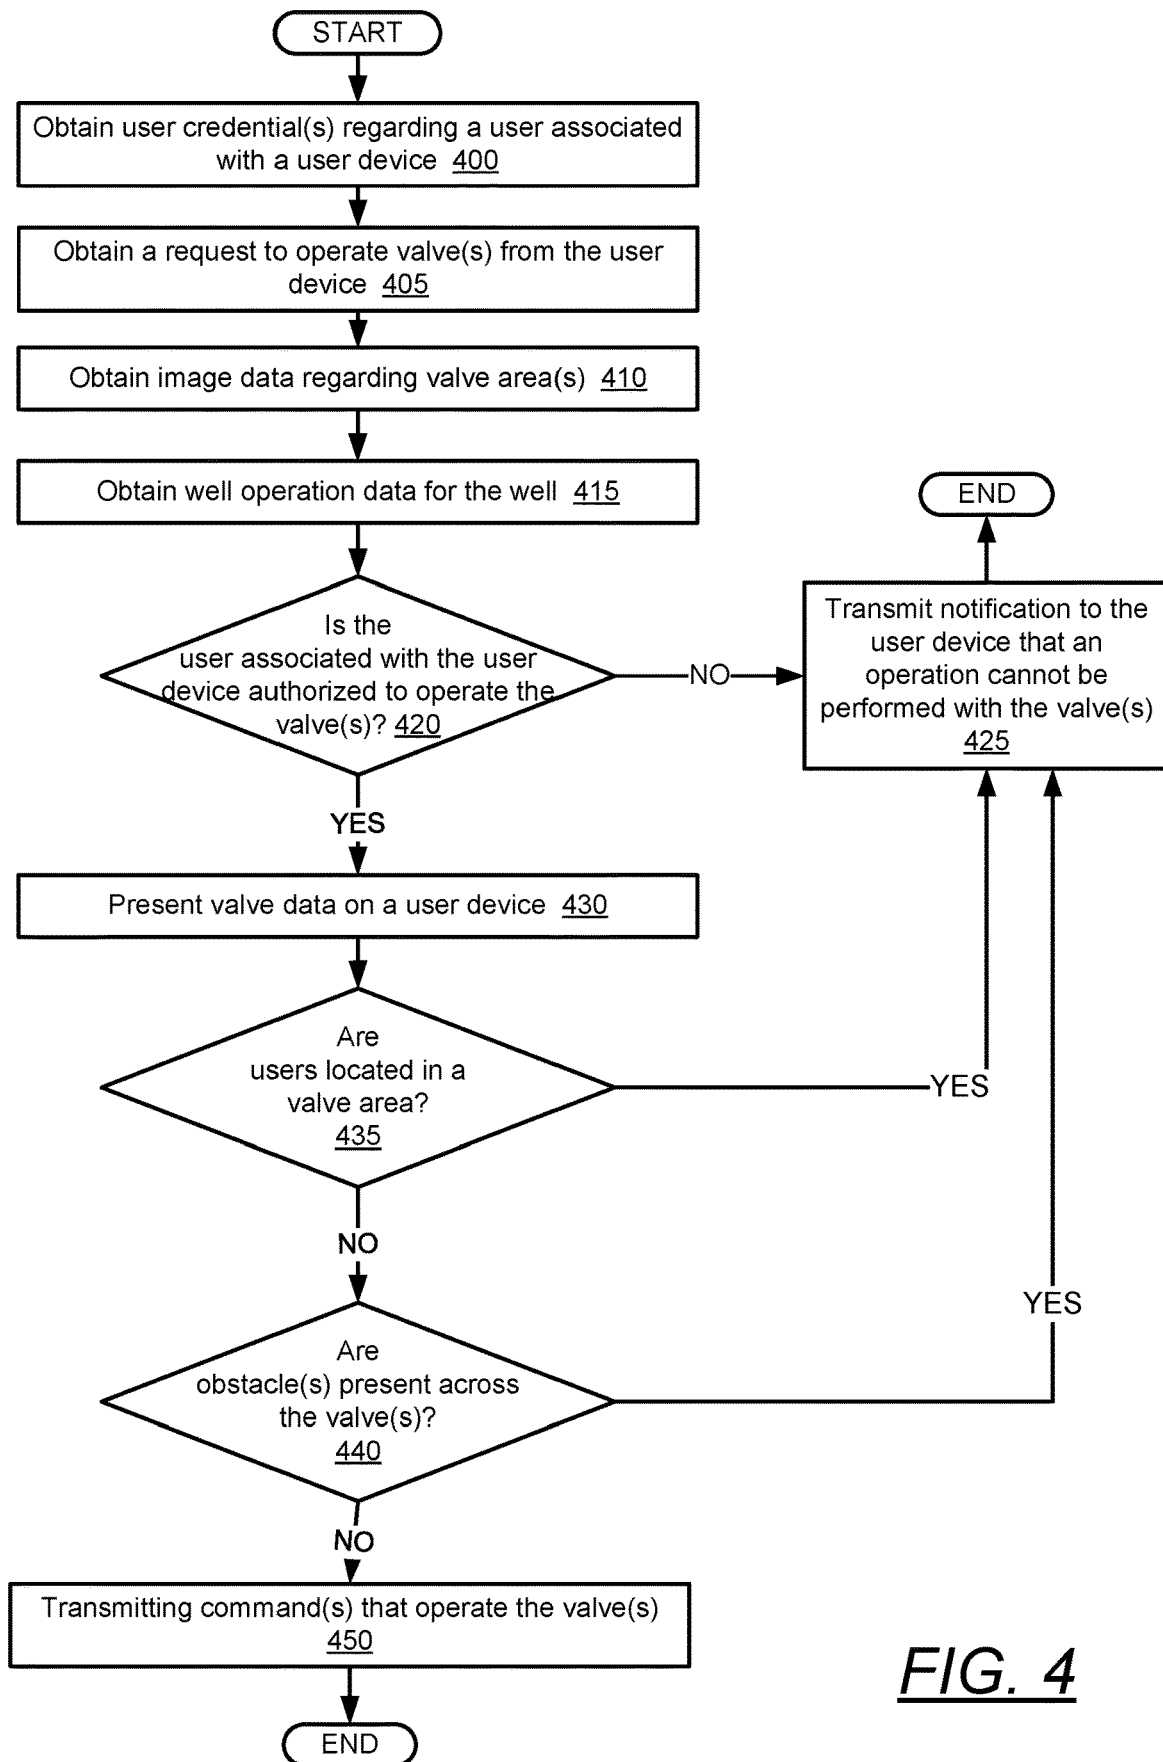 START
Obtain user credential(s) regarding a user associated
with a user device 400
Obtain a request to operate valve(s) from the user
device 405
Obtain image data regarding valve area(s) 410
Obtain well operation data for the well 415
Is the
user associated with the user
device authorized to operate the
valve(s)? 420
NO
END
Transmit notification to the
user device that an
operation cannot be
performed with the valve(s)
425
YES
Present valve data on a user device 430
Are
users located in a
valve area?
435
YES
NO
Are
obstacle(s) present across
the valve(s)?
440
YES
NO
Transmitting command(s) that operate the valve(s)
450
END
FIG. 4